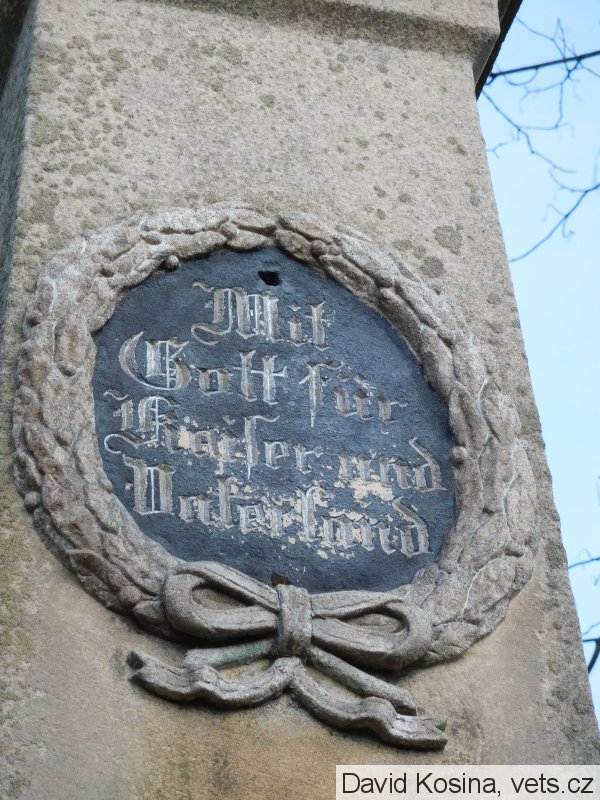 Mit
Gott für
Kaiser und
Vaterland
David Kosina, vets.cz